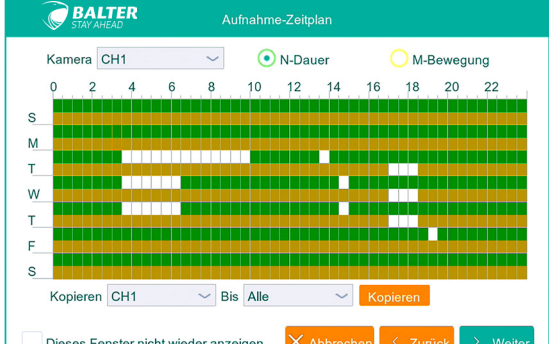 BALTER
STAY AHEAD
Aufnahme-Zeitplan
Kamera CH1 N-Dauer M-Bewegung
0 2 4 6 8 10 12 14 16 18 20 22
S
M
T
W
T
F
S
Kopieren CH1 Bis Alle Kopieren
Dieses Fenster nicht wieder anzeigen Abbrechen Zurück Weiter